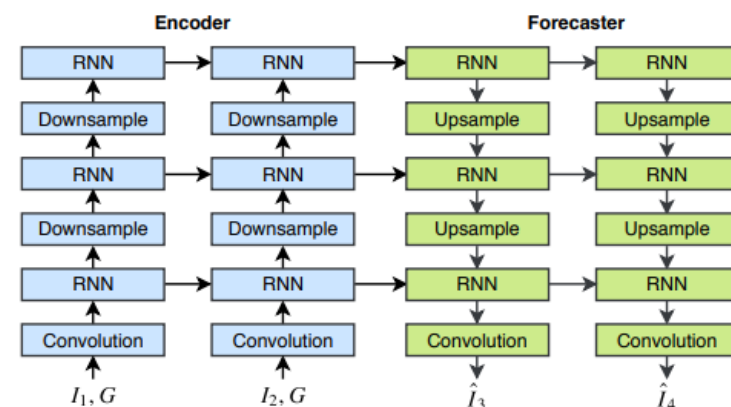 Encoder Forecaster
RNN RNN RNN RNN
Downsample Downsample Upsample Upsample
RNN RNN RNN RNN
Downsample Downsample Upsample Upsample
RNN RNN RNN RNN
Convolution Convolution Convolution Convolution
I₁, G I₂, G Î₃ Î₄